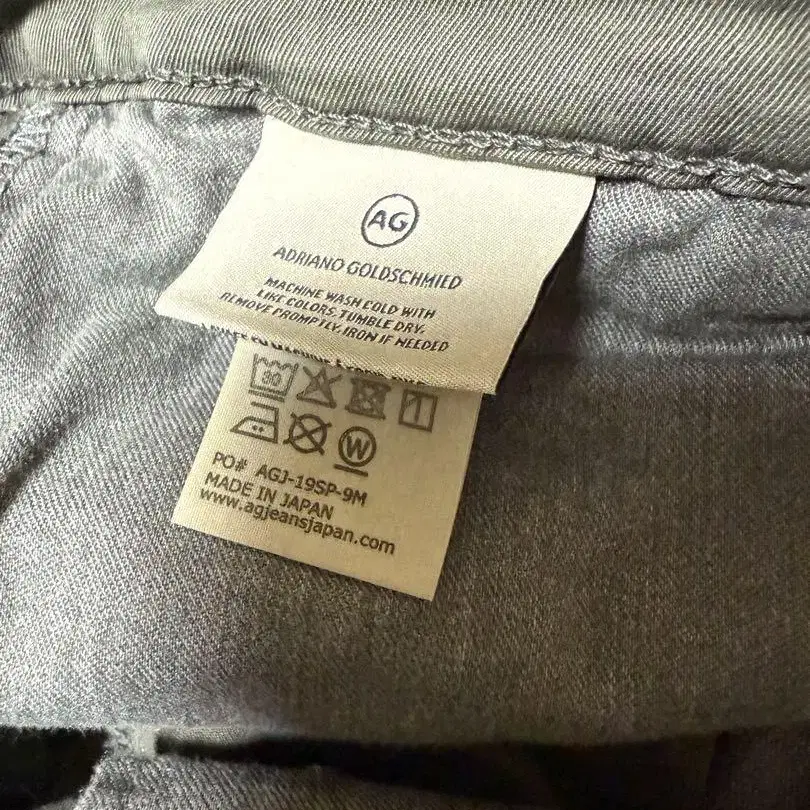 AG
ADRIANO GOLDSCHMIED
MACHINE WASH COLD WITH
LIKE COLORS. TUMBLE DRY.
REMOVE PROMPTLY. IRON IF NEEDED
30
W
PO# AGJ-19SP-9M
MADE IN JAPAN
www.agjeansjapan.com